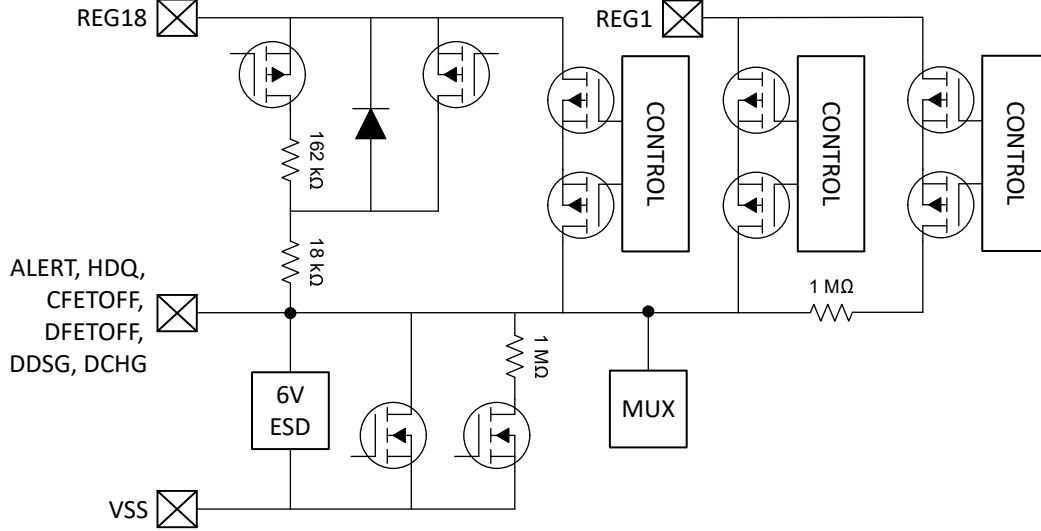 REG18
REG1
CONTROL
CONTROL
CONTROL
162 kΩ
18 kΩ
ALERT, HDQ,
CFETOFF,
DFETOFF,
DDSG, DCHG
1 MΩ
1 MΩ
6V
ESD
MUX
VSS